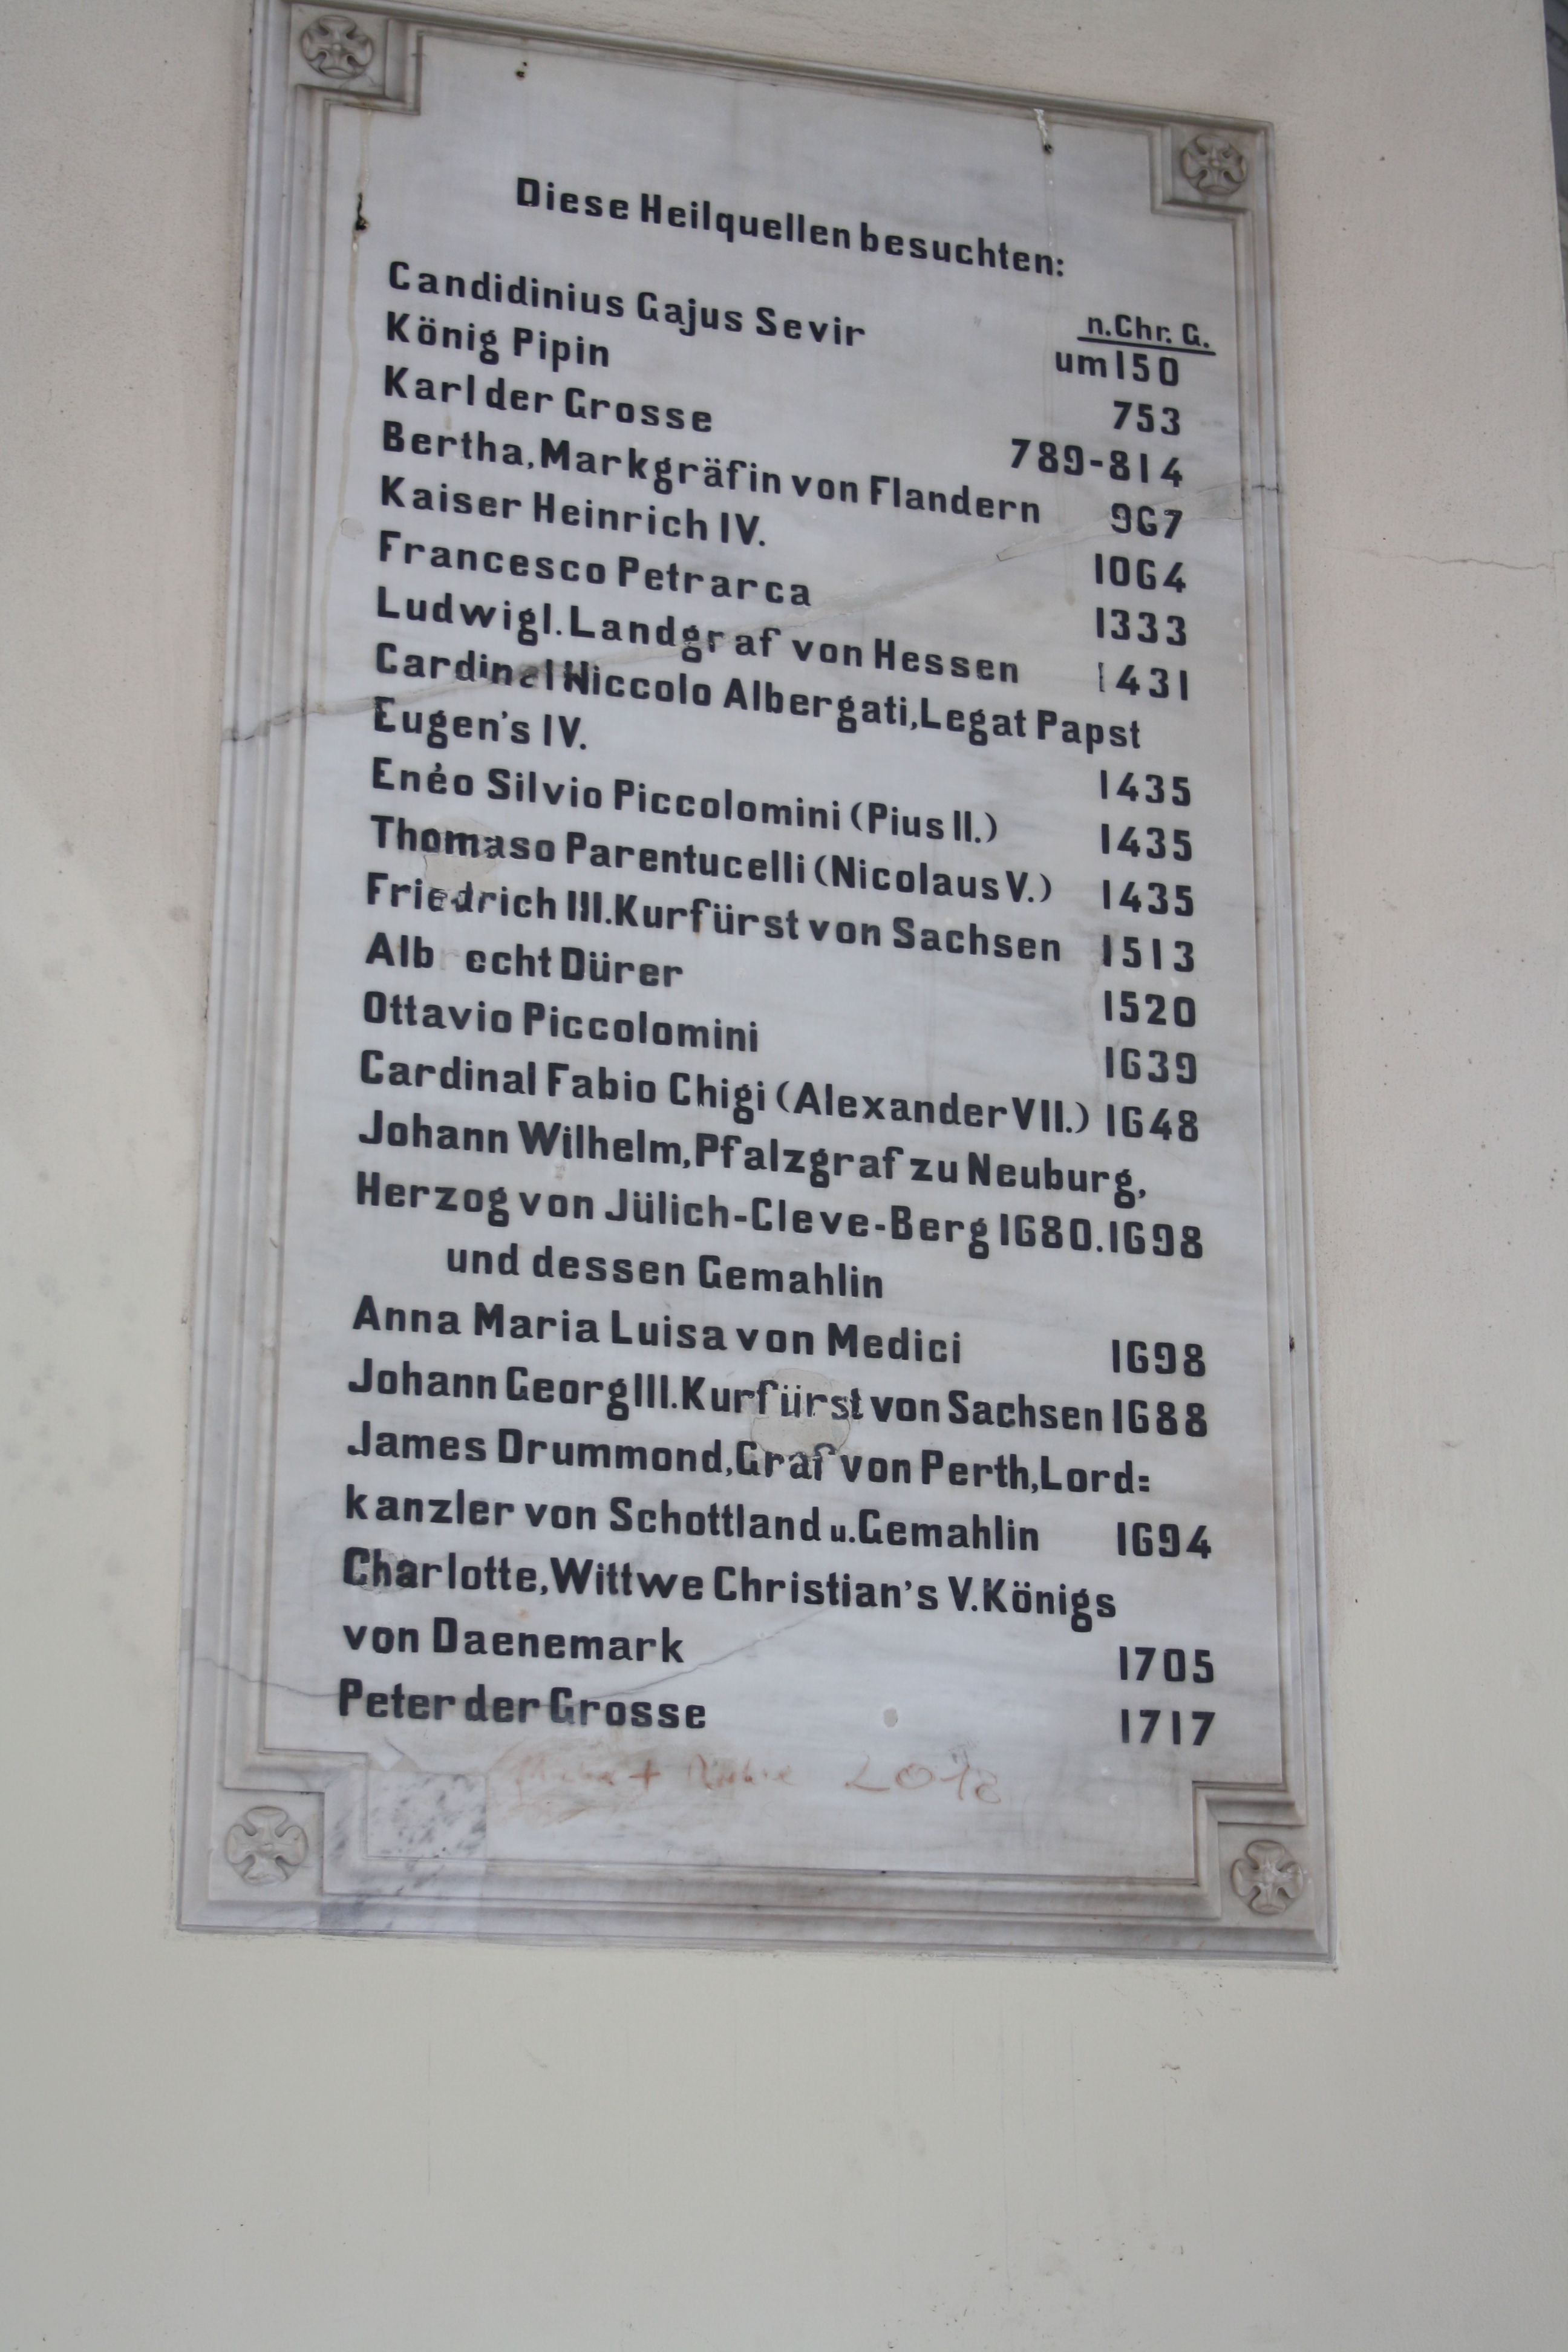 Diese Heilquellen besuchten:
n.Chr. G.
Candidinius Gajus Sevir um 150
König Pipin 753
Karl der Grosse 789-814
Bertha, Markgräfin von Flandern 967
Kaiser Heinrich IV. 1064
Francesco Petrarca 1333
Ludwig I. Landgraf von Hessen 1431
Cardinal Niccolo Albergati, Legat Papst
Eugen's IV. 1435
Enéo Silvio Piccolomini (Pius II.) 1435
Thomaso Parentucelli (Nicolaus V.) 1435
Friedrich III. Kurfürst von Sachsen 1513
Albrecht Dürer 1520
Ottavio Piccolomini 1639
Cardinal Fabio Chigi (Alexander VII.) 1648
Johann Wilhelm, Pfalzgraf zu Neuburg,
Herzog von Jülich-Cleve-Berg 1680. 1698
und dessen Gemahlin
Anna Maria Luisa von Medici 1698
Johann Georg III. Kurfürst von Sachsen 1688
James Drummond, Graf von Perth, Lord=
kanzler von Schottland u. Gemahlin 1694
Charlotte, Wittwe Christian's V. Königs
von Daenemark 1705
Peter der Grosse 1717
+ 2018